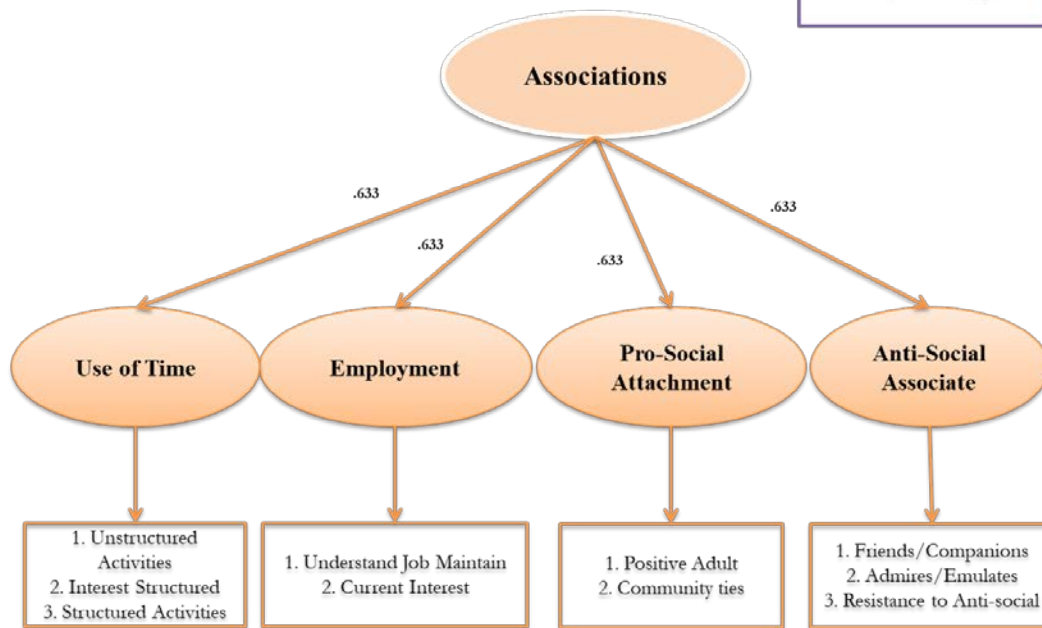 Associations
.633
.633
.633
.633
Use of Time
Employment
Pro-Social
Attachment
Anti-Social
Associate
1. Unstructured
Activities
2. Interest Structured
3. Structured Activities
1. Understand Job Maintain
2. Current Interest
1. Positive Adult
2. Community ties
1. Friends/Companions
2. Admires/Emulates
3. Resistance to Anti-social